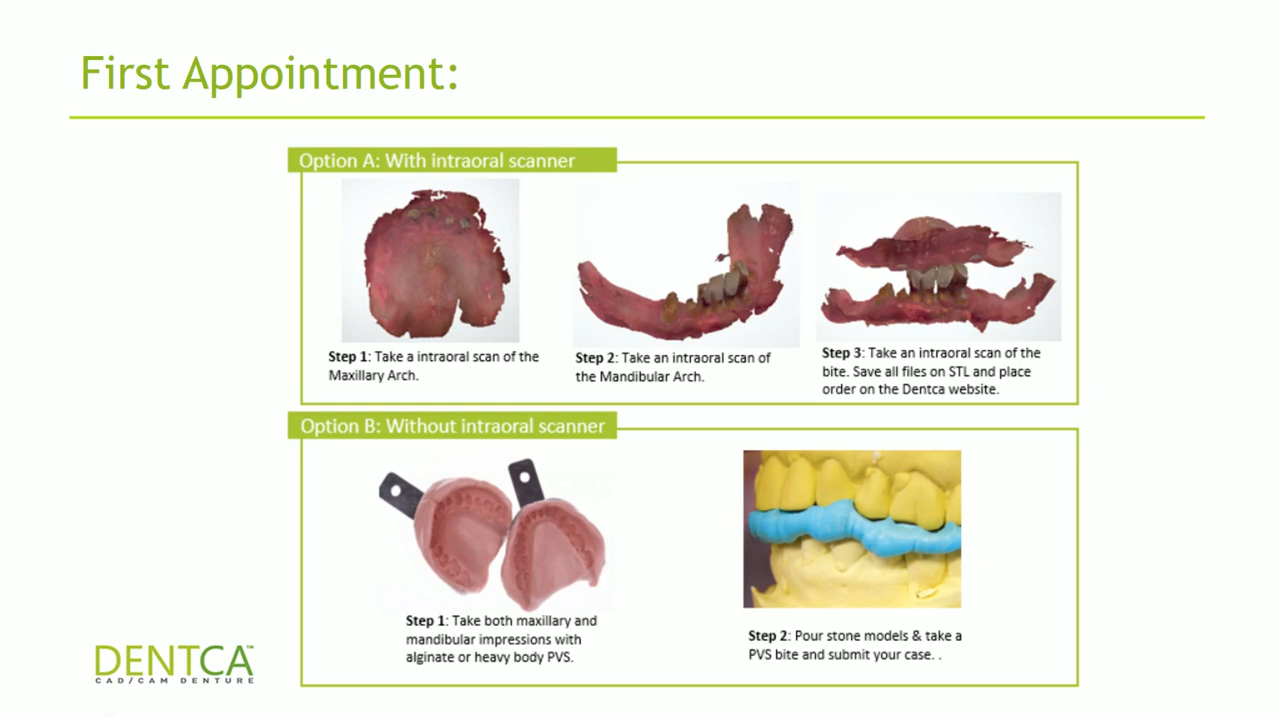 First Appointment:
Option A: With intraoral scanner
Step 1: Take a intraoral scan of the
Maxillary Arch.
Step 2: Take an intraoral scan of
the Mandibular Arch.
Step 3: Take an intraoral scan of the
bite. Save all files on STL and place
order on the Dentca website.
Option B: Without intraoral scanner
Step 1: Take both maxillary and
mandibular impressions with
alginate or heavy body PVS.
Step 2: Pour stone models & take a
PVS bite and submit your case. .
DENTCA™
CAD/CAM DENTURE